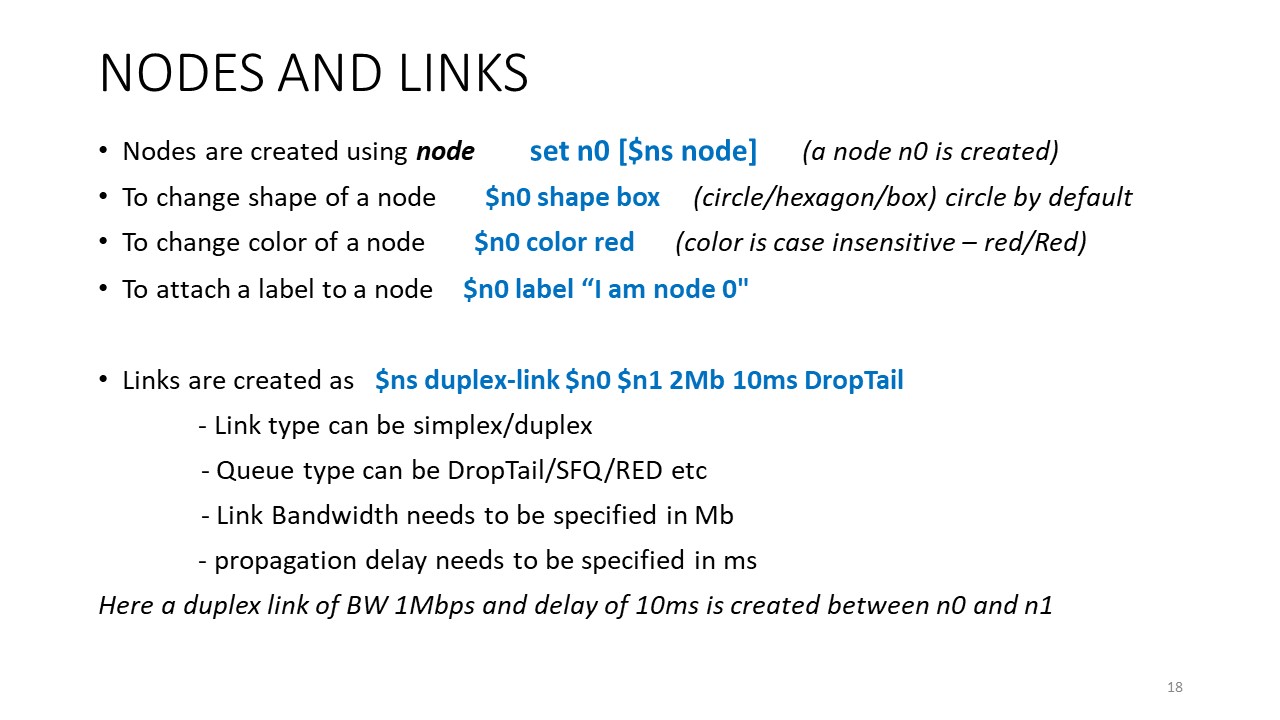 NODES AND LINKS
• Nodes are created using node set n0 [$ns node] (a node n0 is created)
• To change shape of a node $n0 shape box (circle/hexagon/box) circle by default
• To change color of a node $n0 color red (color is case insensitive – red/Red)
• To attach a label to a node $n0 label “I am node 0"
• Links are created as $ns duplex-link $n0 $n1 2Mb 10ms DropTail
- Link type can be simplex/duplex
- Queue type can be DropTail/SFQ/RED etc
- Link Bandwidth needs to be specified in Mb
- propagation delay needs to be specified in ms
Here a duplex link of BW 1Mbps and delay of 10ms is created between n0 and n1
18